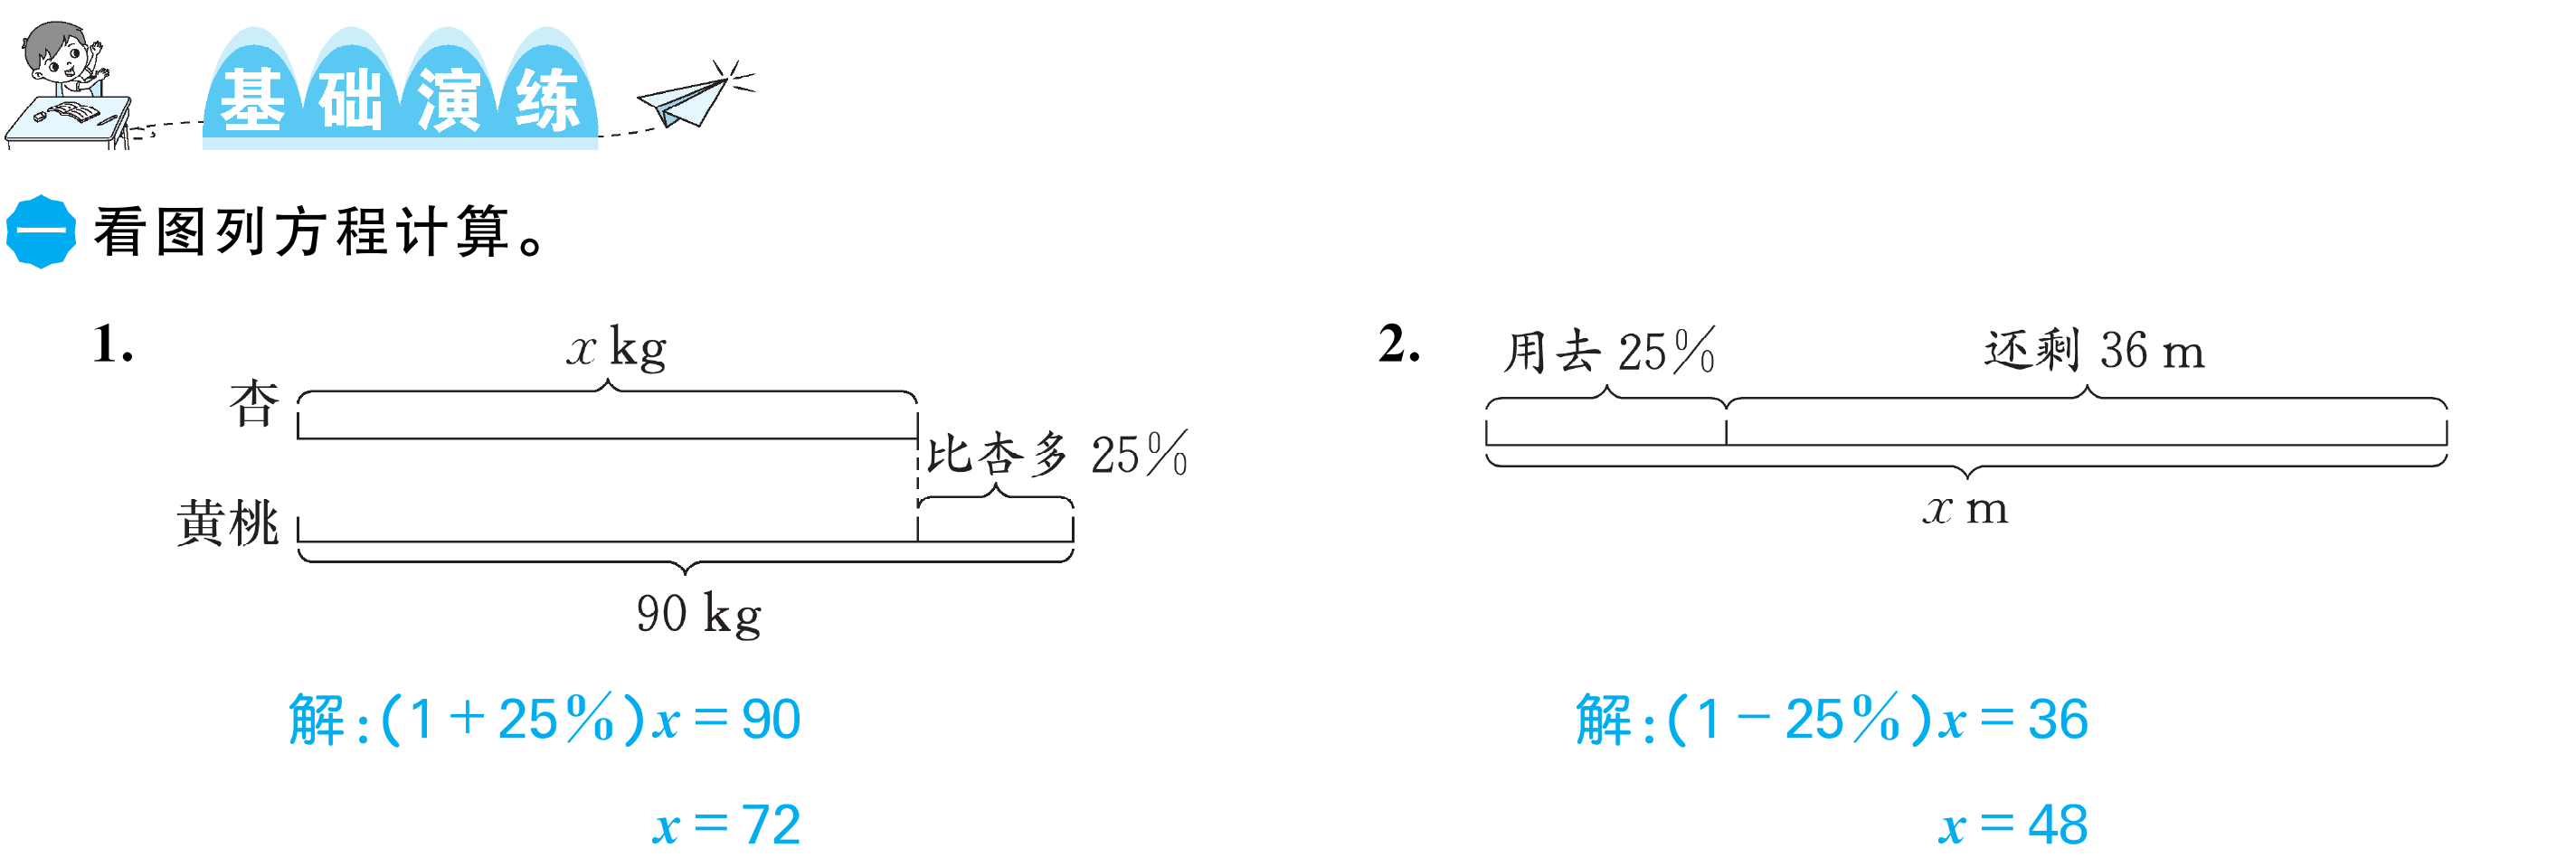 基础演练
一 看图列方程计算。
1.
x kg
杏
比杏多 25%
黄桃
90 kg
解:(1+25%)x=90
x=72
2.
用去 25%
还剩 36 m
x m
解:(1-25%)x=36
x=48